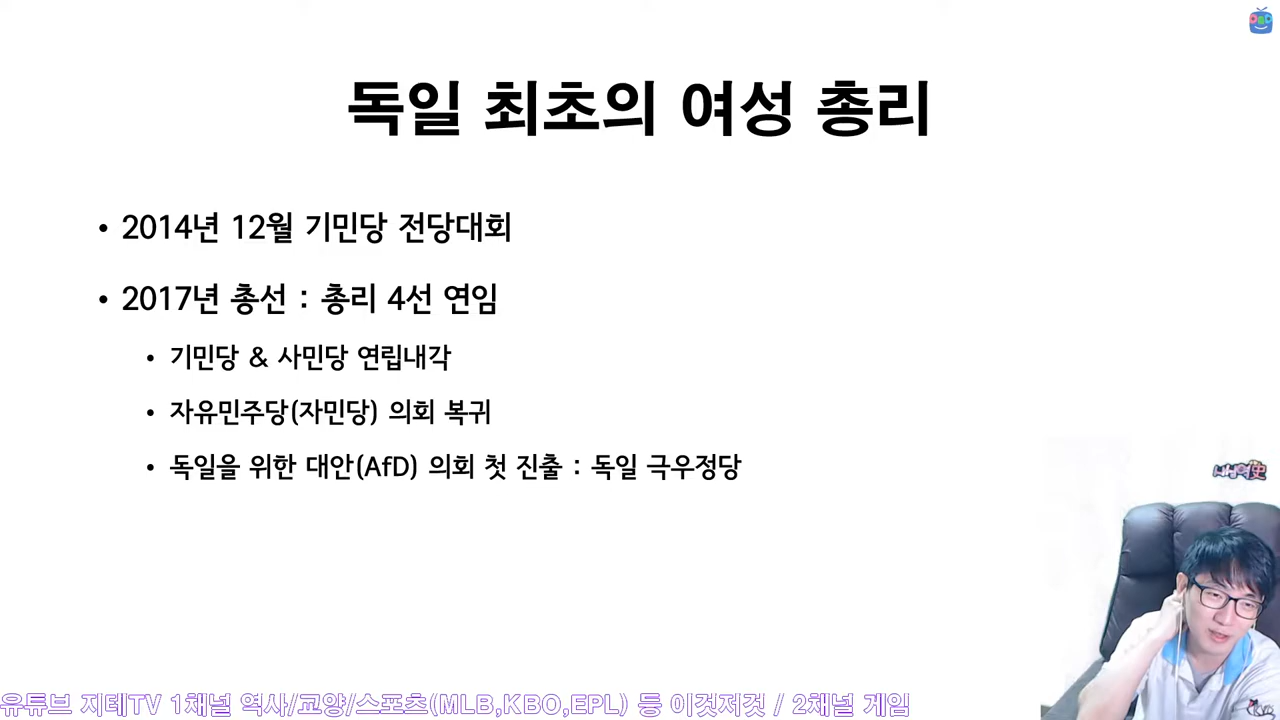 독일 최초의 여성 총리
• 2014년 12월 기민당 전당대회
• 2017년 총선 : 총리 4선 연임
• 기민당 & 사민당 연립내각
• 자유민주당(자민당) 의회 복귀
• 독일을 위한 대안(AfD) 의회 첫 진출 : 독일 극우정당
유튜브 지테TV 1채널 역사/교양/스포츠(MLB,KBO,EPL) 등 이것저것 / 2채널 게임